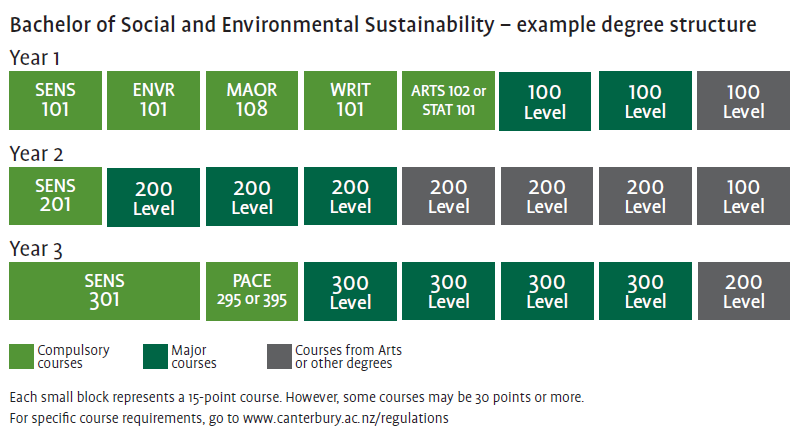 Bachelor of Social and Environmental Sustainability – example degree structure
Year 1
SENS
101
ENVR
101
MAOR
108
WRIT
101
ARTS 102 or
STAT 101
100
Level
100
Level
100
Level
Year 2
SENS
201
200
Level
200
Level
200
Level
200
Level
200
Level
200
Level
100
Level
Year 3
SENS
301
PACE
295 or 395
300
Level
300
Level
300
Level
300
Level
200
Level
Compulsory
courses
Major
courses
Courses from Arts
or other degrees
Each small block represents a 15-point course. However, some courses may be 30 points or more.
For specific course requirements, go to www.canterbury.ac.nz/regulations